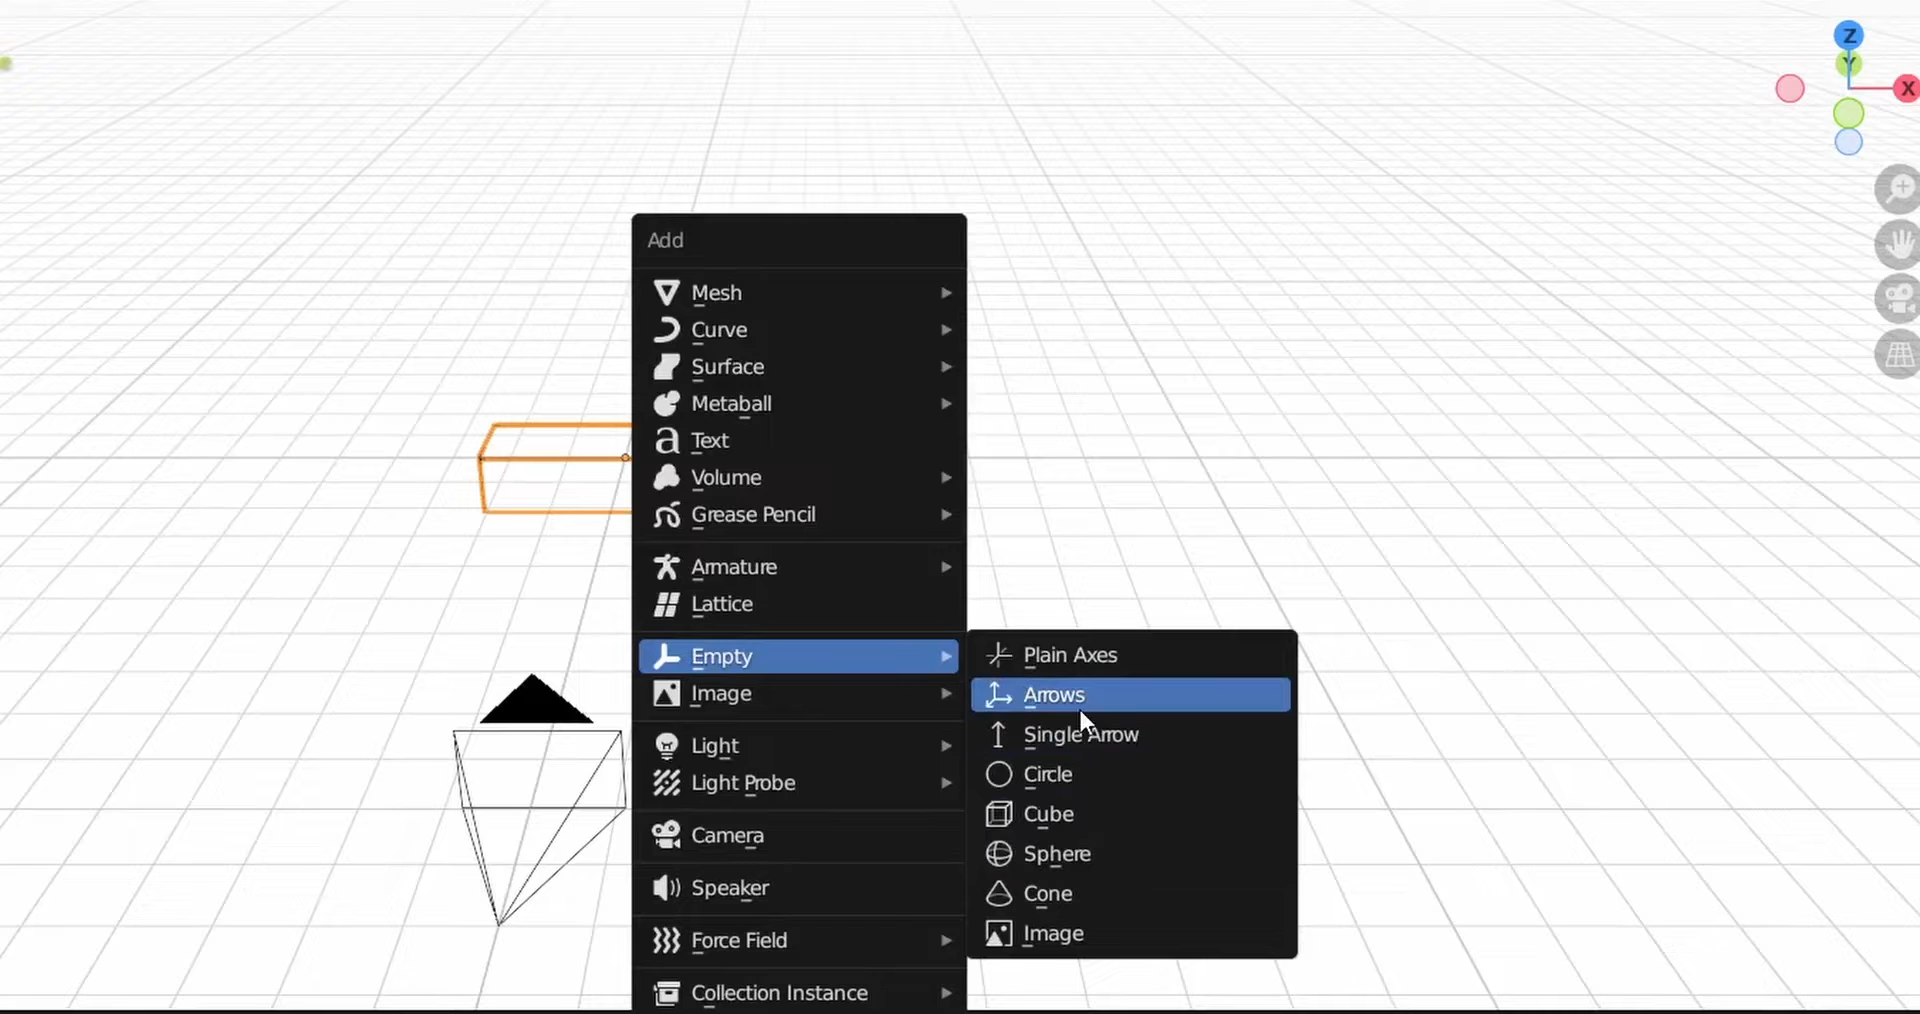 Z
Y
X
Add
Mesh
Curve
Surface
Metaball
Text
Volume
Grease Pencil
Armature
Lattice
Empty
Image
Light
Light Probe
Camera
Speaker
Force Field
Collection Instance
Plain Axes
Arrows
Single Arrow
Circle
Cube
Sphere
Cone
Image